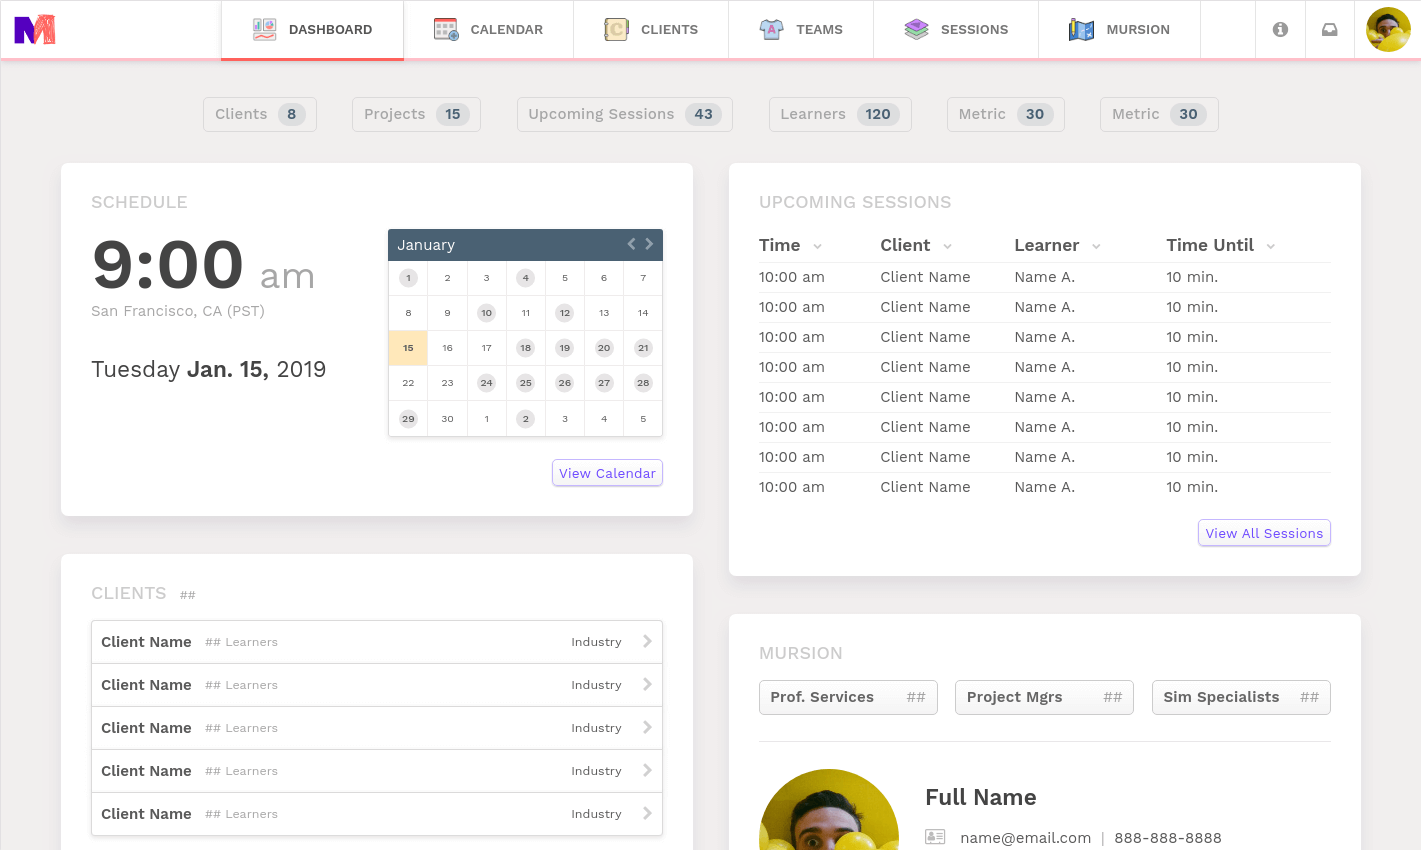 DASHBOARD CALENDAR CLIENTS TEAMS SESSIONS MURSION
Clients 8 Projects 15 Upcoming Sessions 43 Learners 120 Metric 30 Metric 30
SCHEDULE
9:00 am
San Francisco, CA (PST)
Tuesday Jan. 15, 2019
January
1 2 3 4 5 6 7
8 9 10 11 12 13 14
15 16 17 18 19 20 21
22 23 24 25 26 27 28
29 30 1 2 3 4 5
View Calendar
UPCOMING SESSIONS
Time Client Learner Time Until
10:00 am Client Name Name A. 10 min.
10:00 am Client Name Name A. 10 min.
10:00 am Client Name Name A. 10 min.
10:00 am Client Name Name A. 10 min.
10:00 am Client Name Name A. 10 min.
10:00 am Client Name Name A. 10 min.
10:00 am Client Name Name A. 10 min.
10:00 am Client Name Name A. 10 min.
View All Sessions
CLIENTS ##
Client Name ## Learners Industry
Client Name ## Learners Industry
Client Name ## Learners Industry
Client Name ## Learners Industry
Client Name ## Learners Industry
MURSION
Prof. Services ## Project Mgrs ## Sim Specialists ##
Full Name
name@email.com | 888-888-8888